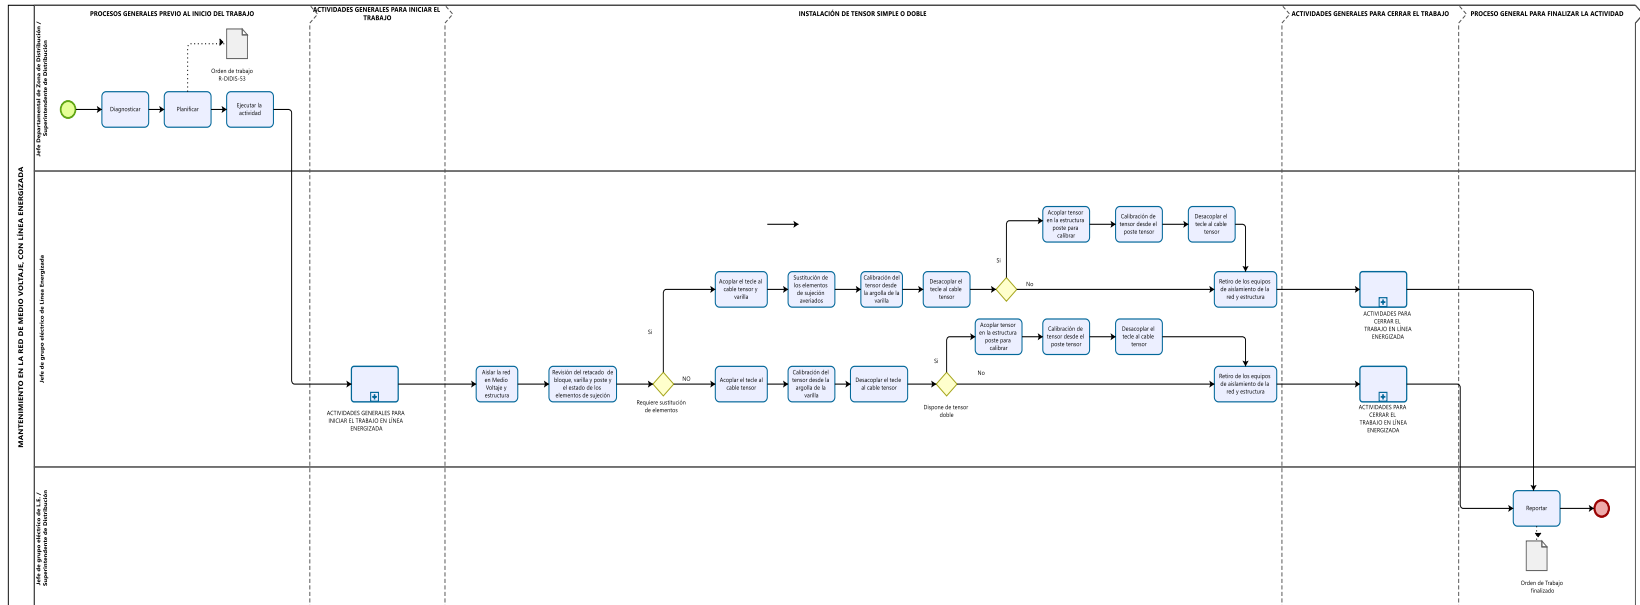 PROCESOS GENERALES PREVIO AL INICIO DEL TRABAJO
ACTIVIDADES GENERALES PARA INICIAR EL
TRABAJO
INSTALACIÓN DE TENSOR SIMPLE O DOBLE
ACTIVIDADES GENERALES PARA CERRAR EL TRABAJO
PROCESO GENERAL PARA FINALIZAR LA ACTIVIDAD
MANTENIMIENTO EN LA RED DE MEDIO VOLTAJE, CON LÍNEA ENERGIZADA
Jefe Departamental de Zona de Distribución /
Superintendente de Distribución
Orden de trabajo
R-DIDIS-53
Diagnosticar
Planificar
Ejecutar la
actividad
Jefe de grupo eléctrico de Línea Energizada
Acoplar tensor
en la estructura
poste para
calibrar
Calibración de
tensor desde el
poste tensor
Desacoplar el
tecle al cable
tensor
Si
No
Acoplar el tecle al
cable tensor y
varilla
Sustitución de
los elementos
de sujeción
averiados
Calibración del
tensor desde
la argolla de la
varilla
Desacoplar el
tecle al cable
tensor
Retiro de los equipos
de aislamiento de la
red y estructura
ACTIVIDADES PARA
CERRAR EL
TRABAJO EN LÍNEA
ENERGIZADA
Si
Acoplar tensor
en la estructura
poste para
calibrar
Calibración de
tensor desde el
poste tensor
Desacoplar el
tecle al cable
tensor
Si
No
ACTIVIDADES GENERALES PARA
INICIAR EL TRABAJO EN LÍNEA
ENERGIZADA
Aislar la red
en Medio
Voltaje y
estructura
Revisión del retacado de
bloque, varilla y poste y
el estado de los
elementos de sujeción
Requiere sustitución
de elementos
NO
Acoplar el tecle al
cable tensor
Calibración del
tensor desde la
argolla de la
varilla
Desacoplar el tecle
al cable tensor
Dispone de tensor
doble
Retiro de los equipos
de aislamiento de la
red y estructura
ACTIVIDADES PARA
CERRAR EL
TRABAJO EN LÍNEA
ENERGIZADA
Jefe de grupo eléctrico de L.E. /
Superintendente de Distribución
Reportar
Orden de Trabajo
finalizado